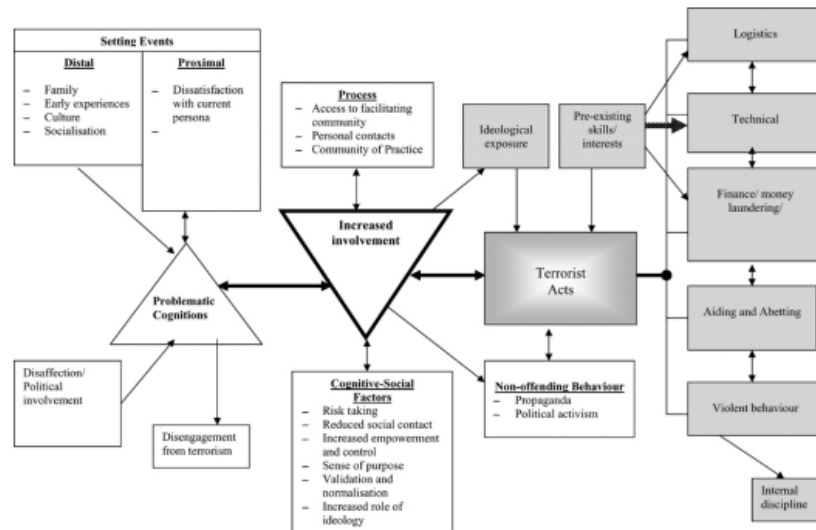 Setting Events
Distal
– Family
– Early experiences
– Culture
– Socialisation
Proximal
– Dissatisfaction
with current
persona
–
Process
– Access to facilitating
community
– Personal contacts
– Community of Practice
Ideological
exposure
Pre-existing skills/
interests
Logistics
Technical
Finance/ money
laundering/
Aiding and Abetting
Violent behaviour
Internal
discipline
Increased
involvement
Terrorist
Acts
Problematic
Cognitions
Disaffection/
Political
involvement
Disengagement
from terrorism
Cognitive-Social
Factors
– Risk taking
– Reduced social contact
– Increased empowerment
and control
– Sense of purpose
– Validation and
normalisation
– Increased role of
ideology
Non-offending Behaviour
– Propaganda
– Political activism